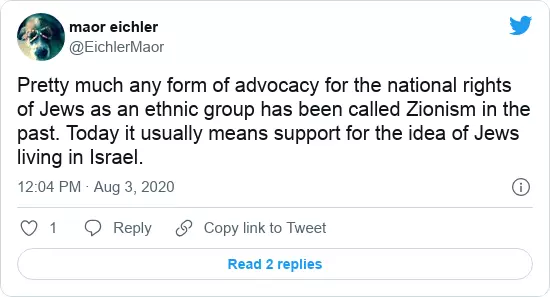 maor eichler
@EichlerMaor
Pretty much any form of advocacy for the national rights
of Jews as an ethnic group has been called Zionism in the
past. Today it usually means support for the idea of Jews
living in Israel.
12:04 PM · Aug 3, 2020
1 Reply Copy link to Tweet
Read 2 replies